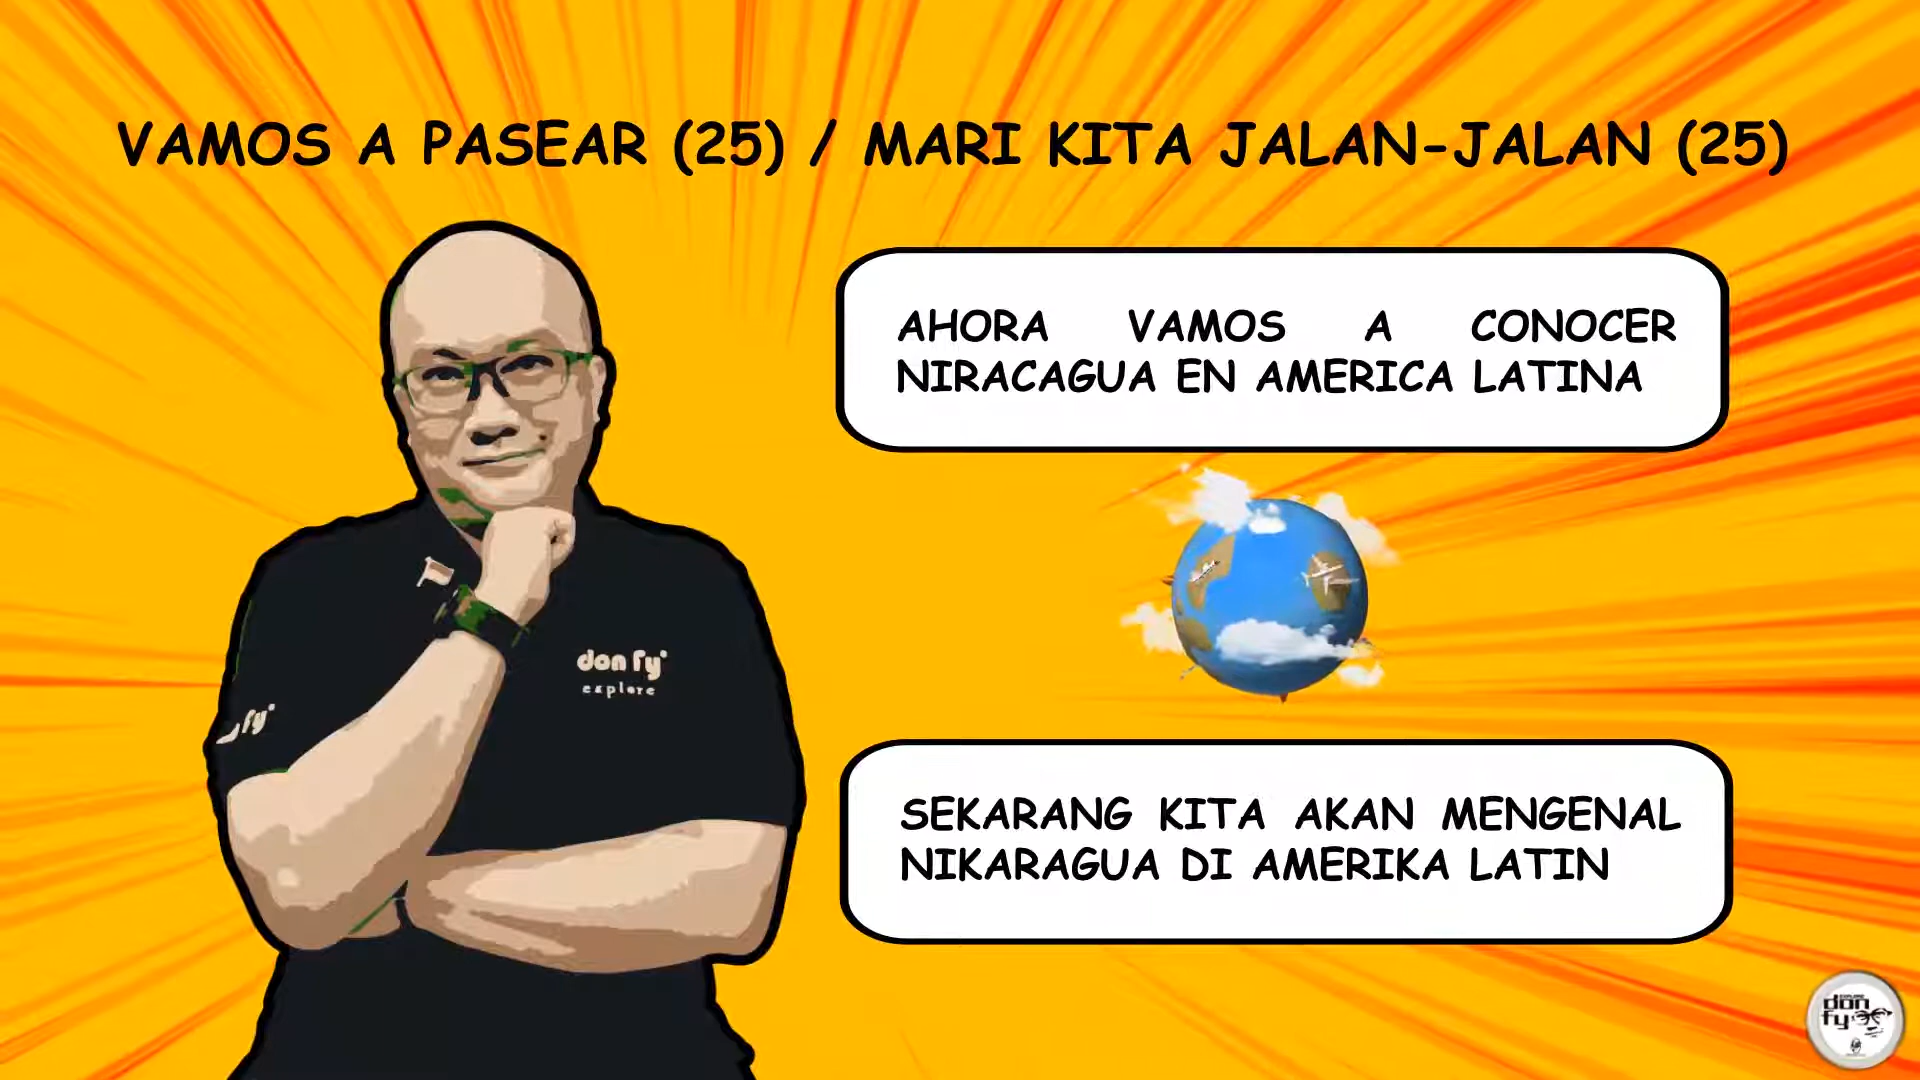 VAMOS A PASEAR (25) / MARI KITA JALAN-JALAN (25)
AHORA VAMOS A CONOCER
NIRACAGUA EN AMERICA LATINA
don fy
explore
fy
SEKARANG KITA AKAN MENGENAL
NIKARAGUA DI AMERIKA LATIN
don
fy